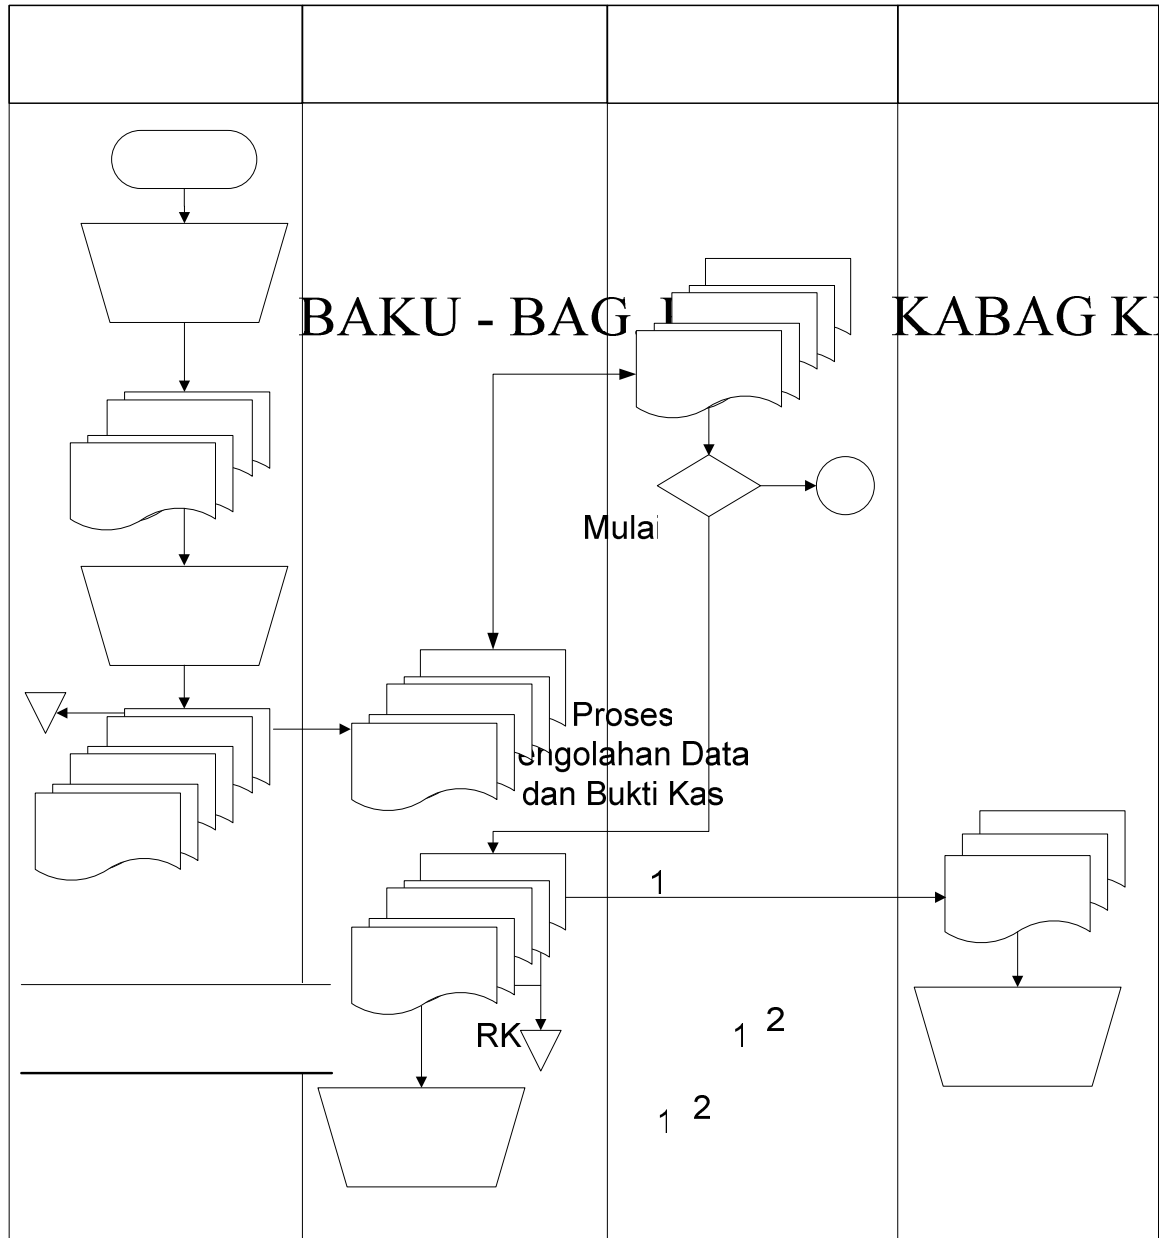 BAKU - BAG
KABAG
Mulai
Proses
engolahan Data
dan Bukti Kas
1
RK
1 2
1 2